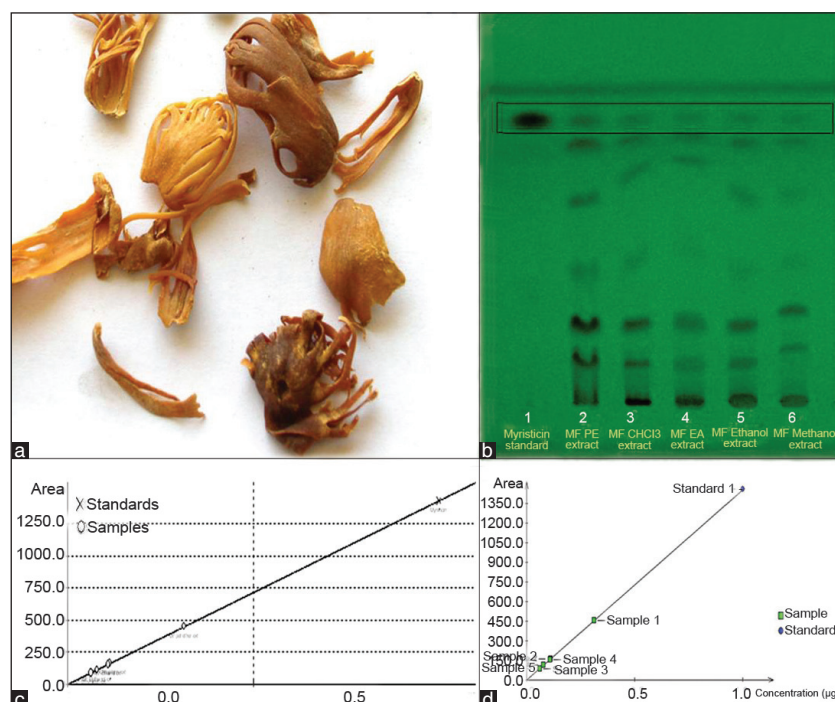 a
1
2
3
4
5
6
Myristicin
standard
MF PE
extract
MF CHCl3
extract
MF EA
extract
MF Ethanol
extract
MF Methanol
extract
b
Area
Standards
Samples
1250.0
1000.0
750.0
500.0
250.0
0.0
0.0
0.5
c
Area
1350.0
1200.0
1050.0
900.0
750.0
600.0
450.0
300.0
150.0
0.0
Standard 1
Sample 1
Sample 2
Sample 4
Sample 5
Sample 3
Sample
Standard
0.0
0.5
1.0
Concentration (µg
d